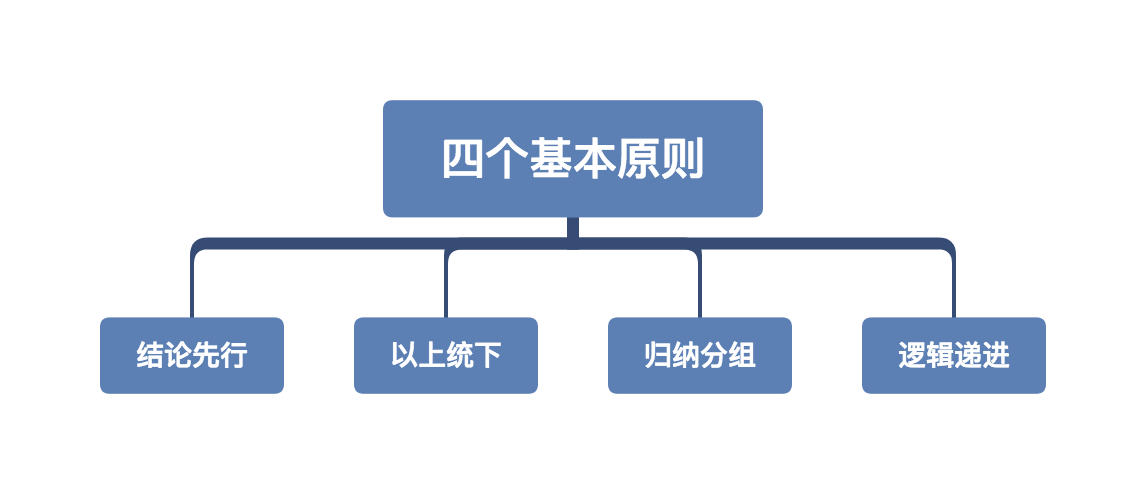 四个基本原则
结论先行
以上统下
归纳分组
逻辑递进